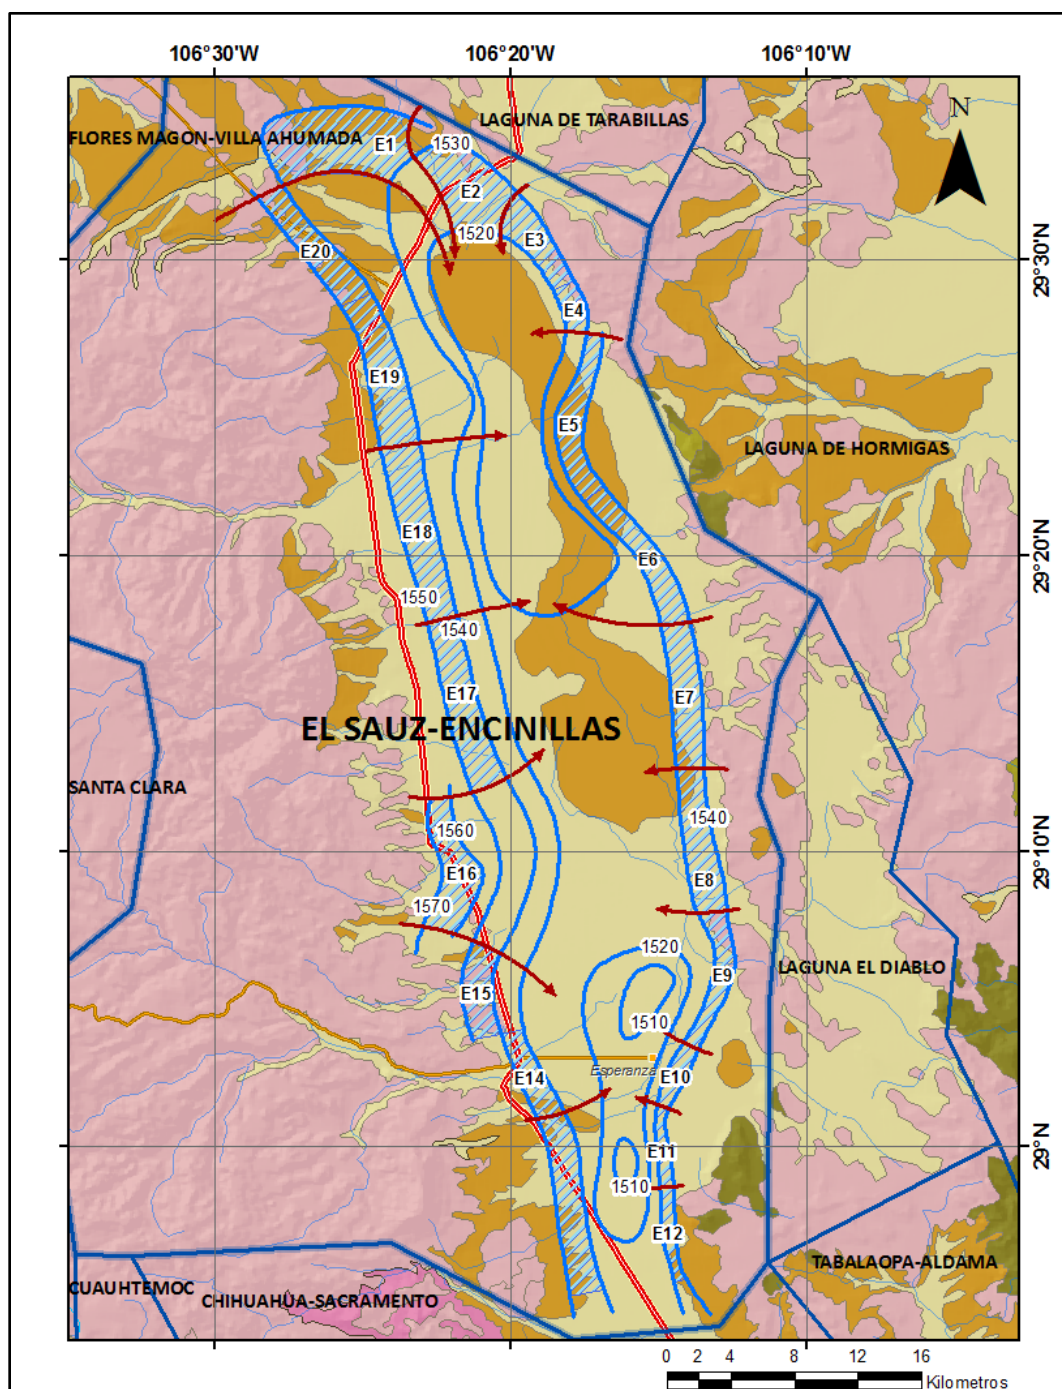 106°30'W
106°20'W
106°10'W
LAGUNA DE TARABILLAS
N
FLORES MAGON-VILLA AHUMADA
E1
1530
E2
1520
E3
E20
29°30'N
E4
E19
E5
LAGUNA DE HORMIGAS
E18
29°20'N
E6
1550
1540
E17
E7
EL SAUZ-ENCINILLAS
SANTA CLARA
1540
1560
29°10'N
E16
E8
1570
1520
LAGUNA EL DIABLO
E9
E15
1510
Esperanza
E14
E10
29°N
E11
1510
E12
TABALAOPA-ALDAMA
CUAUHTEMOC
CHIHUAHUA-SACRAMENTO
0 2 4 8 12 16
Kilometros